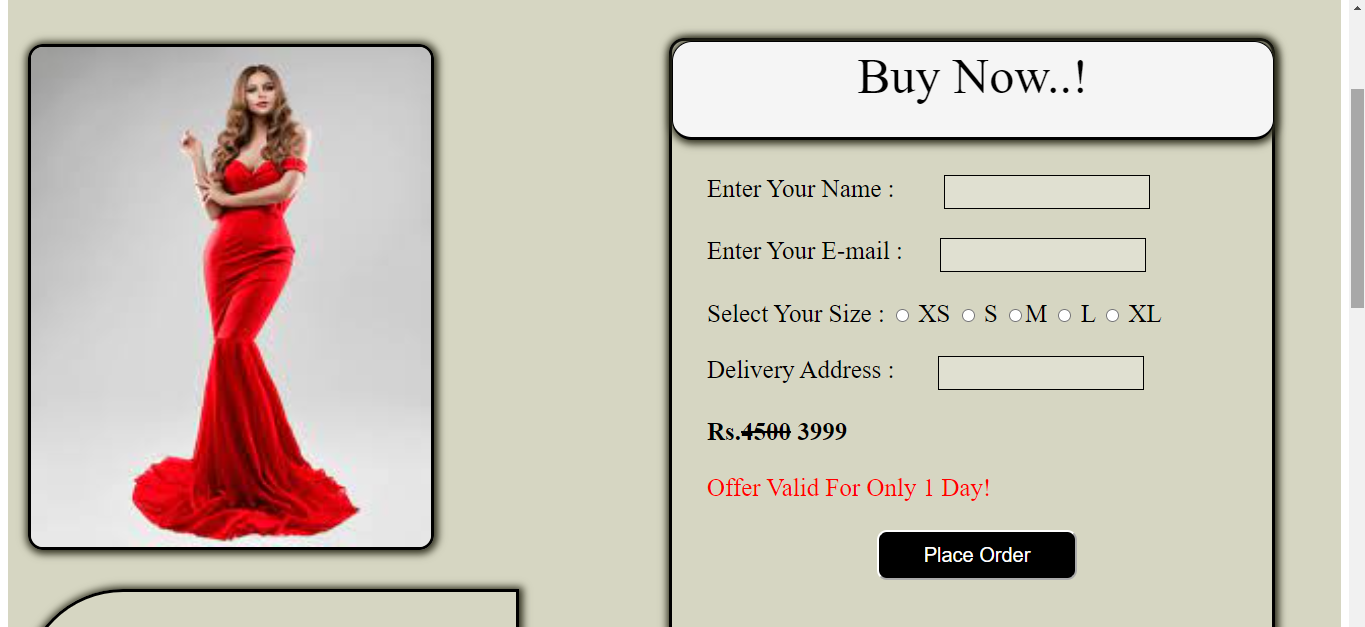 Buy Now..!
Enter Your Name :
Enter Your E-mail :
Select Your Size : XS S M L XL
Delivery Address :
Rs.4500 3999
Offer Valid For Only 1 Day!
Place Order